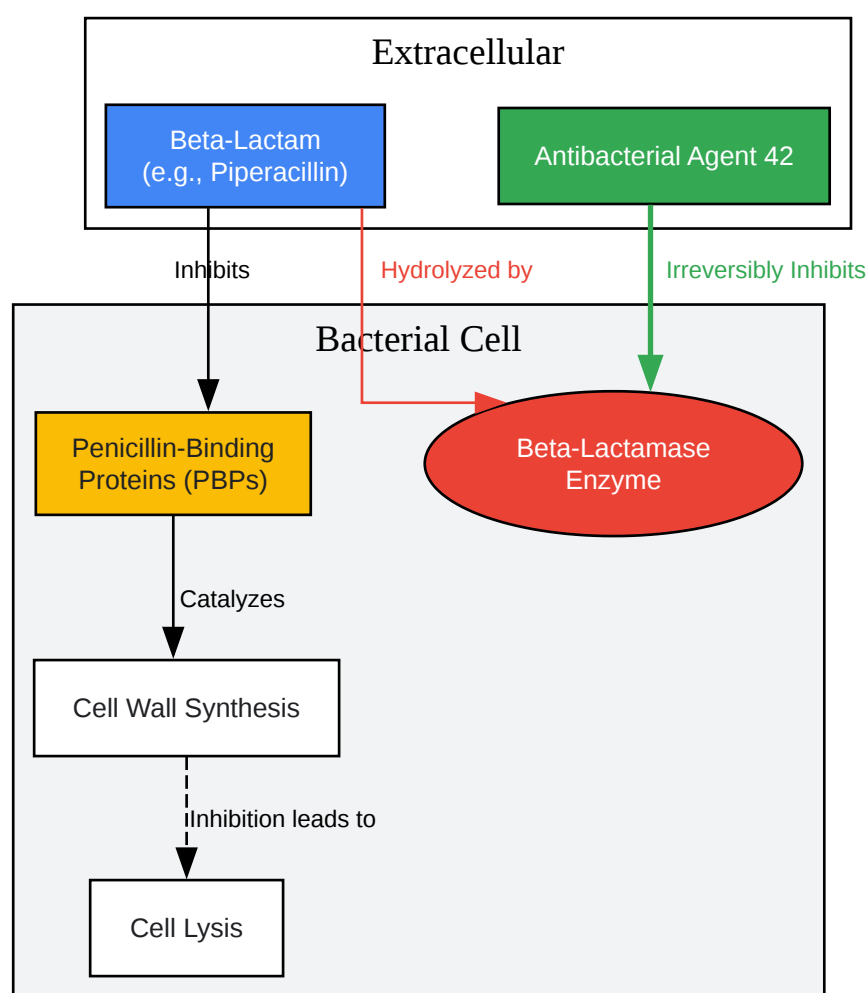 Extracellular
Beta-Lactam
(e.g., Piperacillin)
Antibacterial Agent 42
Inhibits
Hydrolyzed by
Irreversibly Inhibits
Bacterial Cell
Penicillin-Binding
Proteins (PBPs)
Beta-Lactamase
Enzyme
Catalyzes
Cell Wall Synthesis
Inhibition leads to
Cell Lysis